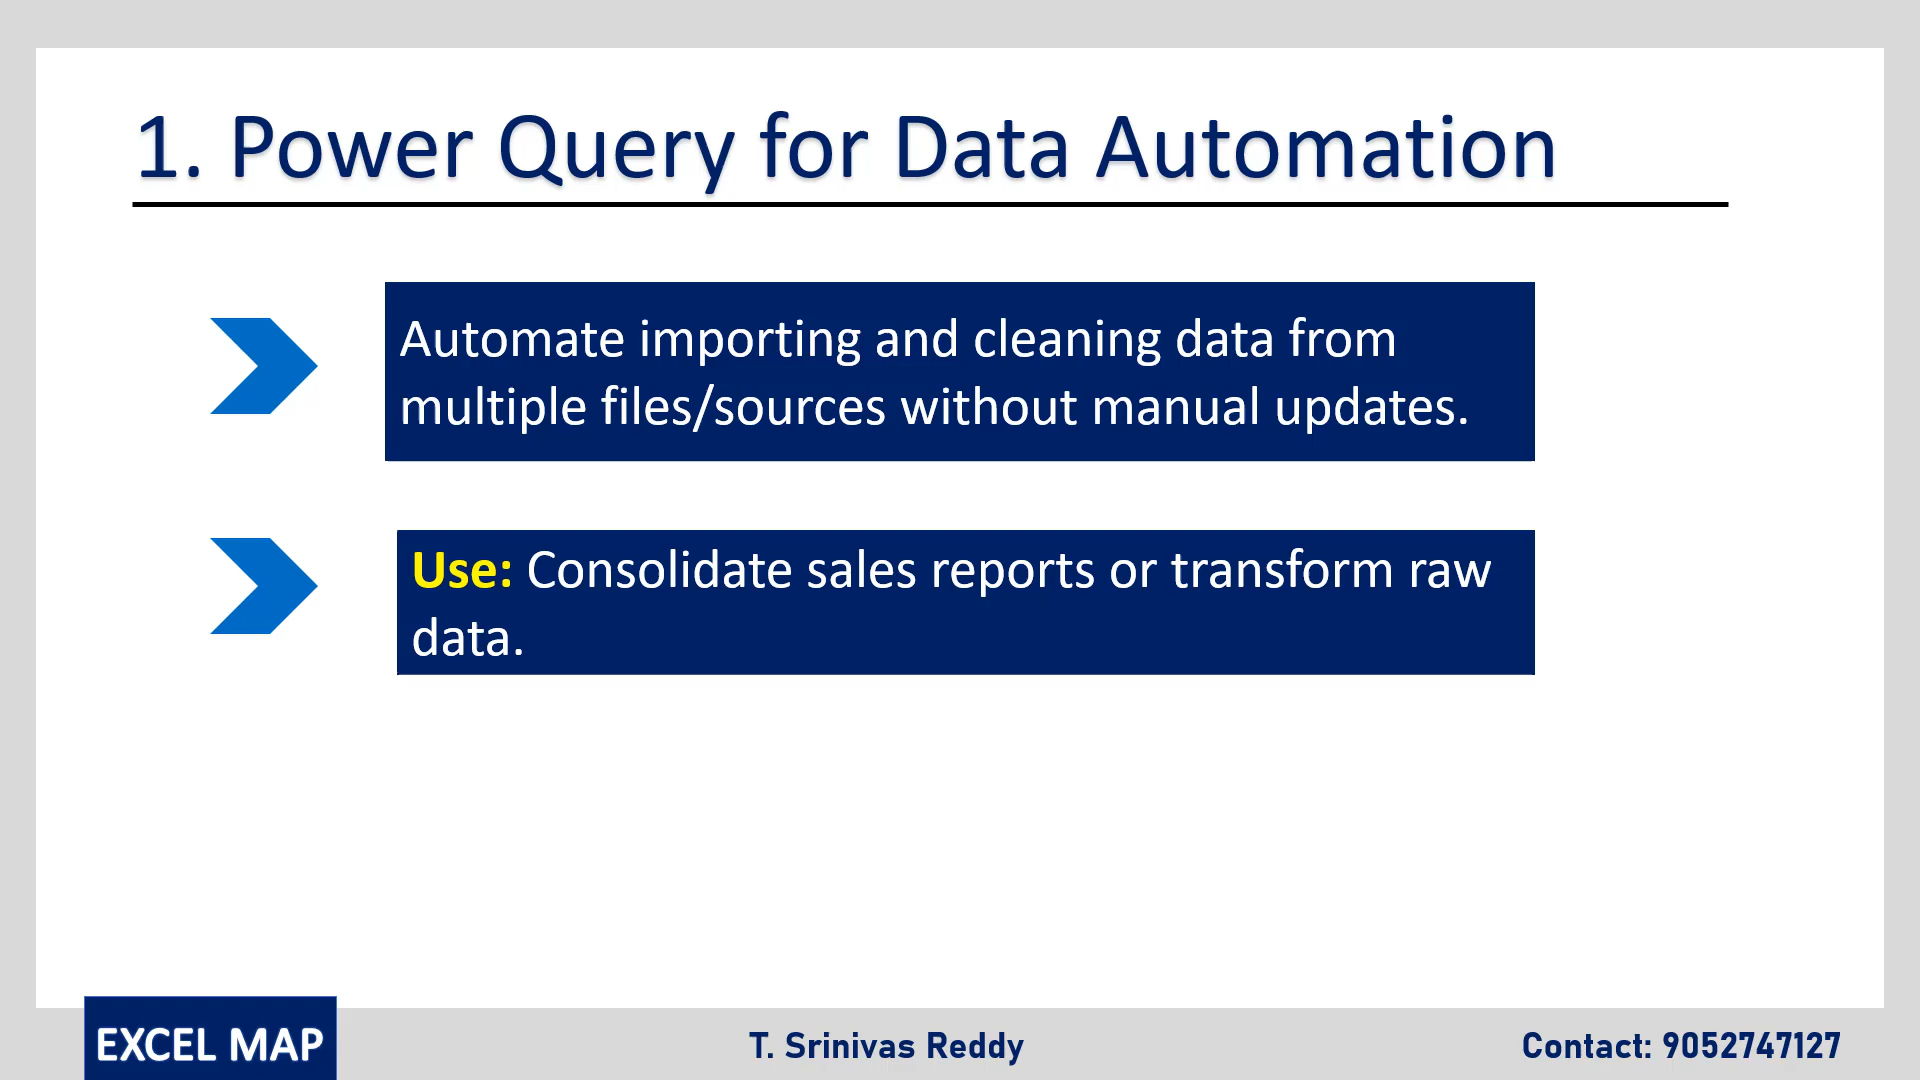 1. Power Query for Data Automation
Automate importing and cleaning data from
multiple files/sources without manual updates.
Use: Consolidate sales reports or transform raw
data.
EXCEL MAP
T. Srinivas Reddy
Contact: 9052747127